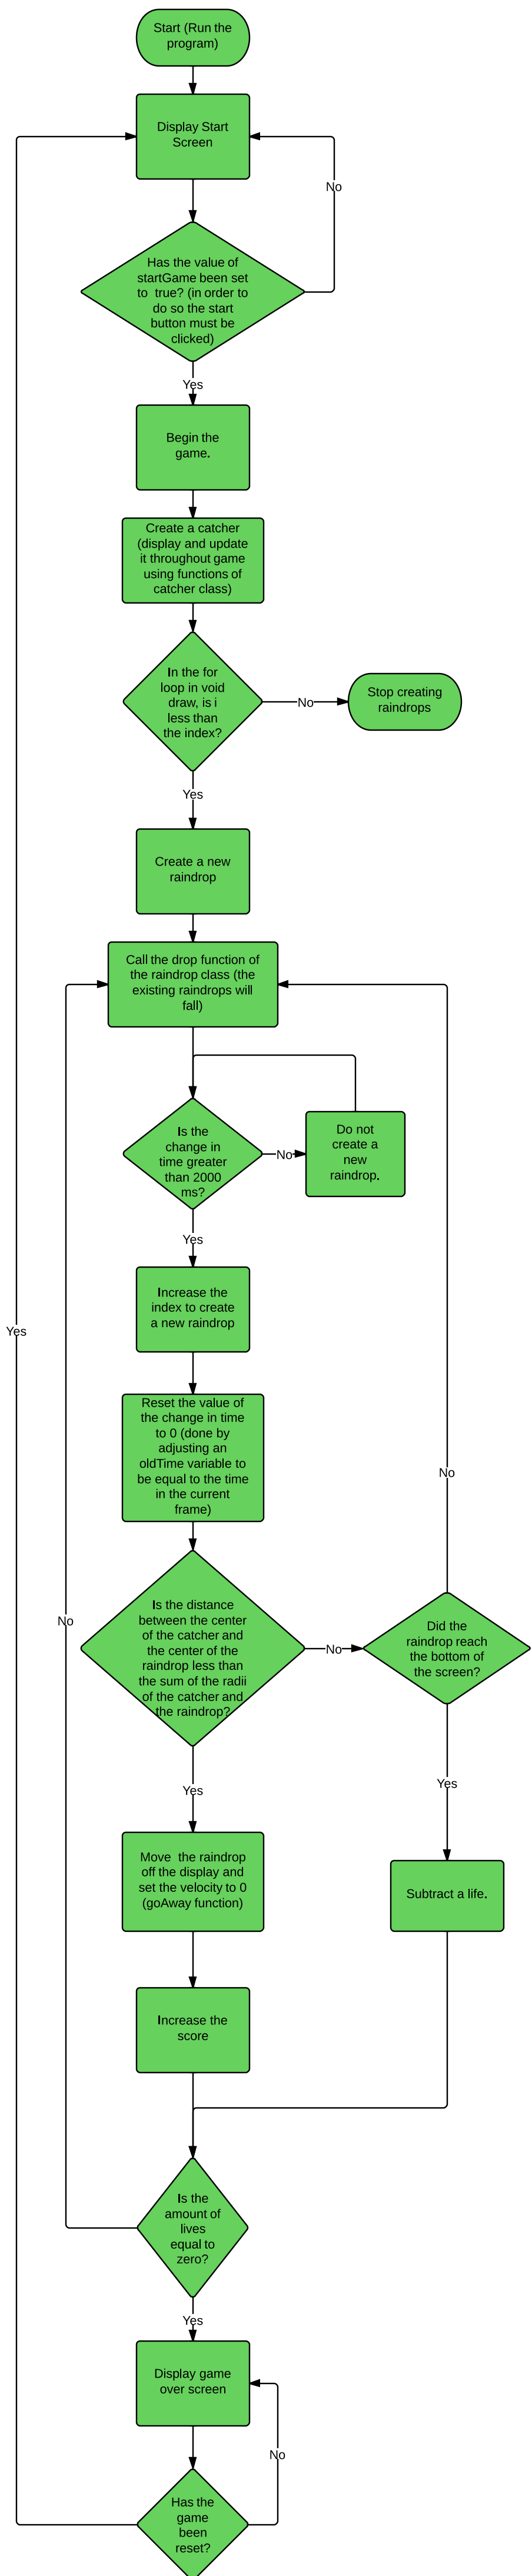 Start (Run the
program)
Display Start
Screen
No
Has the value of
startGame been set
to true? (in order to
do so the start
button must be
clicked)
Yes
Begin the
game.
Create a catcher
(display and update
it throughout game
using functions of
catcher class)
In the for
loop in void
draw, is i
less than
the index?
No
Stop creating
raindrops
Yes
Create a new
raindrop
Call the drop function of
the raindrop class (the
existing raindrops will
fall)
Is the
change in
time greater
than 2000
ms?
No
Do not
create a
new
raindrop.
Yes
Increase the
index to create
a new raindrop
Yes
Reset the value of
the change in time
to 0 (done by
adjusting an
oldTime variable to
be equal to the time
in the current
frame)
No
Is the distance
between the center
of the catcher and
the center of the
raindrop less than
the sum of the radii
of the catcher and
the raindrop?
No
No
Did the
raindrop reach
the bottom of
the screen?
Yes
Yes
Move the raindrop
off the display and
set the velocity to 0
(goAway function)
Subtract a life.
Increase the
score
Is the
amount of
lives
equal to
zero?
Yes
Display game
over screen
No
Has the
game
been
reset?